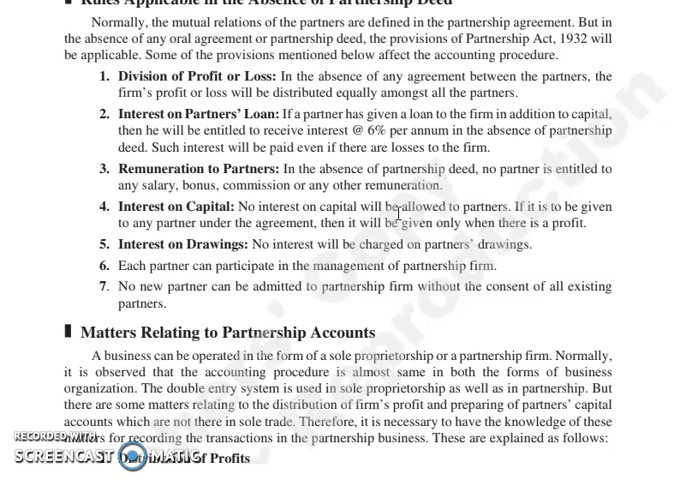 Rules Applicable in the Absence of Partnership Deed
Normally, the mutual relations of the partners are defined in the partnership agreement. But in
the absence of any oral agreement or partnership deed, the provisions of Partnership Act, 1932 will
be applicable. Some of the provisions mentioned below affect the accounting procedure.
1. Division of Profit or Loss: In the absence of any agreement between the partners, the
firm's profit or loss will be distributed equally amongst all the partners.
2. Interest on Partners' Loan: If a partner has given a loan to the firm in addition to capital,
then he will be entitled to receive interest @ 6% per annum in the absence of partnership
deed. Such interest will be paid even if there are losses to the firm.
3. Remuneration to Partners: In the absence of partnership deed, no partner is entitled to
any salary, bonus, commission or any other remuneration.
4. Interest on Capital: No interest on capital will be allowed to partners. If it is to be given
to any partner under the agreement, then it will be given only when there is a profit.
5. Interest on Drawings: No interest will be charged on partners' drawings.
6. Each partner can participate in the management of partnership firm.
7. No new partner can be admitted to partnership firm without the consent of all existing
partners.
Matters Relating to Partnership Accounts
A business can be operated in the form of a sole proprietorship or a partnership firm. Normally,
it is observed that the accounting procedure is almost same in both the forms of business
organization. The double entry system is used in sole proprietorship as well as in partnership. But
there are some matters relating to the distribution of firm's profit and preparing of partners' capital
accounts which are not there in sole trade. Therefore, it is necessary to have the knowledge of these
matters for recording the transactions in the partnership business. These are explained as follows:
of Profits
RECORDED WITH
SCREENCAST MATIC
Copy